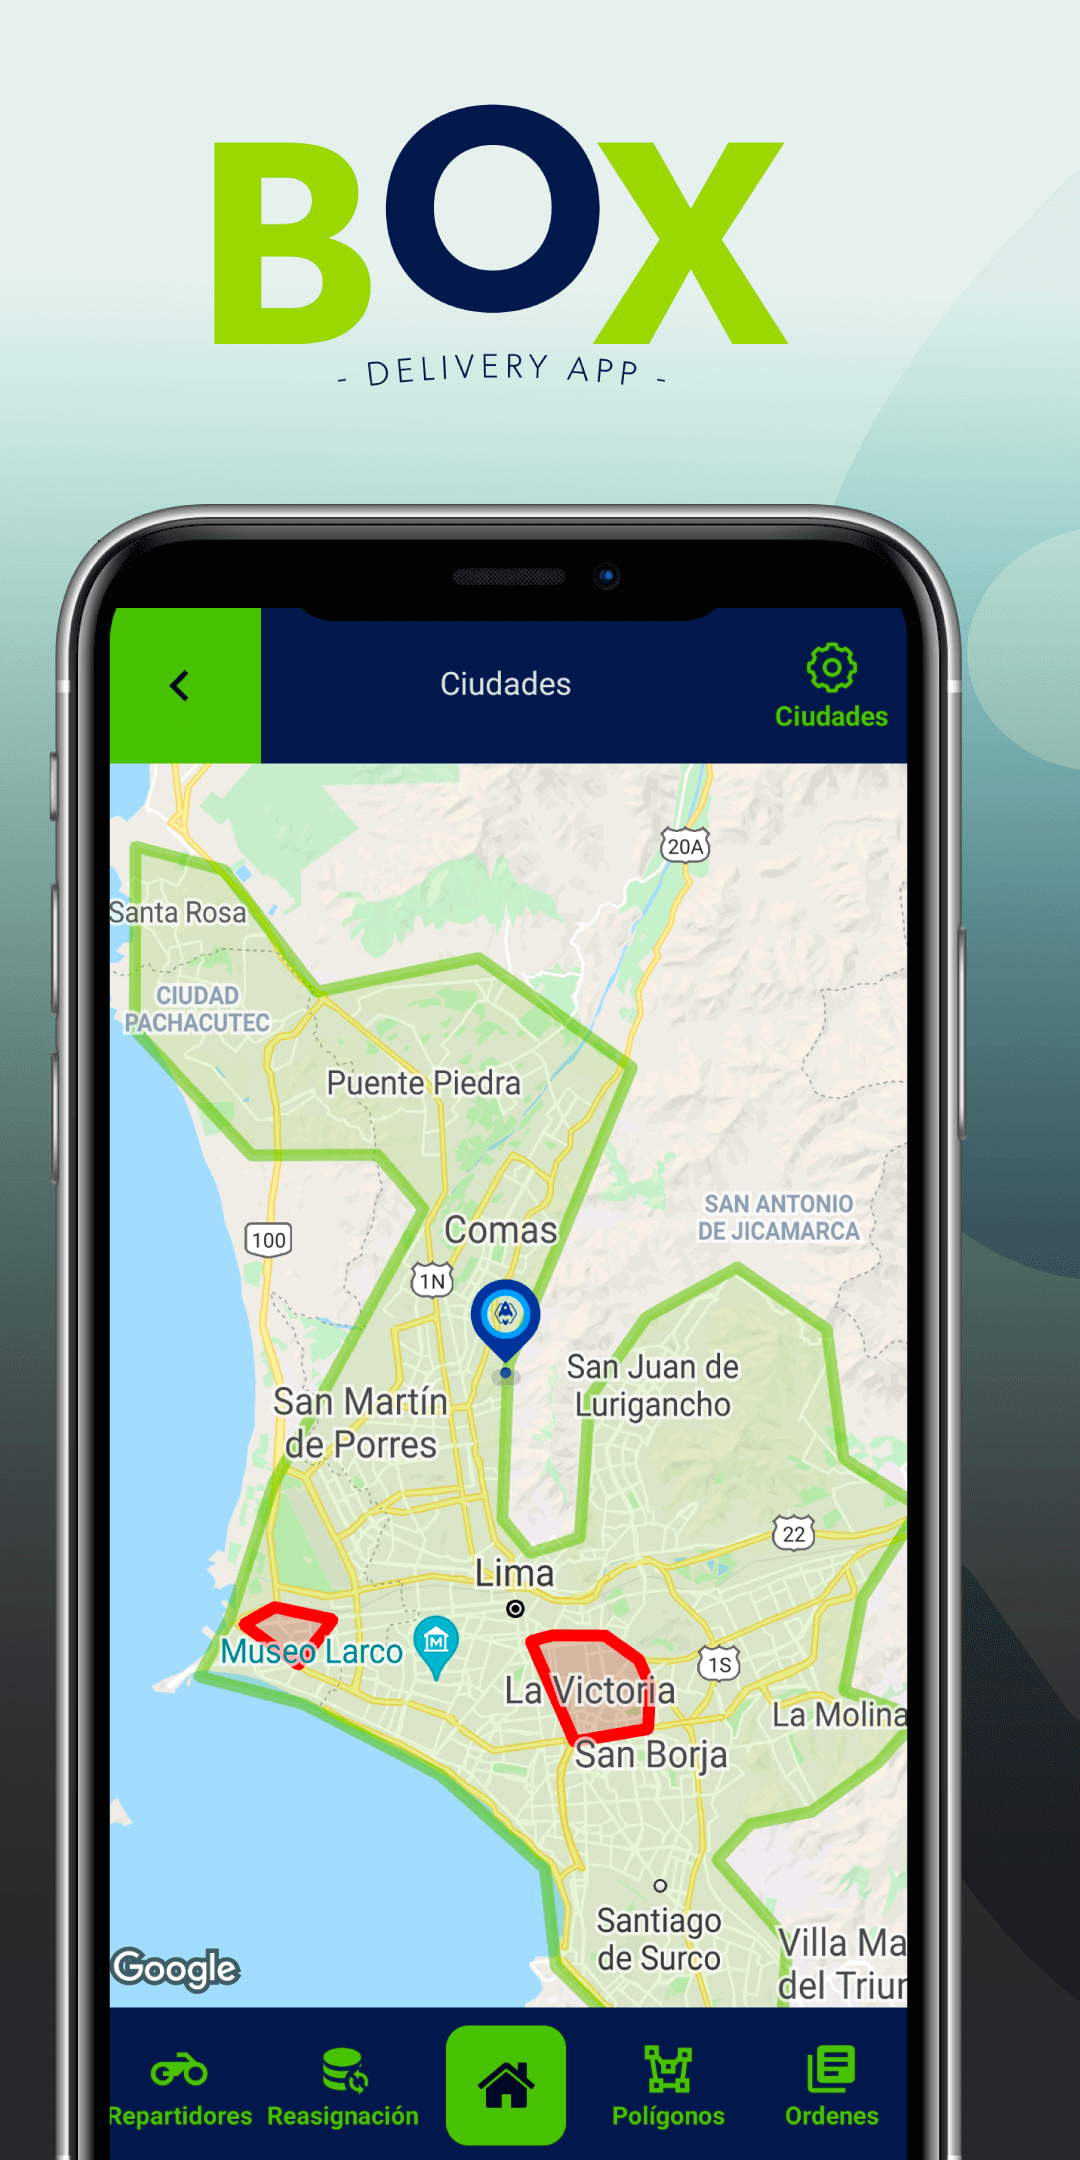 BOX
- DELIVERY APP -
Ciudades
Ciudades
20A
Santa Rosa
CIUDAD
PACHACUTEC
Puente Piedra
SAN ANTONIO
DE JICAMARCA
Comas
100
1N
San Juan de
Lurigancho
San Martín
de Porres
22
Lima
Museo Larco
M
1S
La Victoria
La Molina
San Borja
Santiago
de Surco
Villa Ma
del Triun
Google
Repartidores
Reasignación
Polígonos
Ordenes